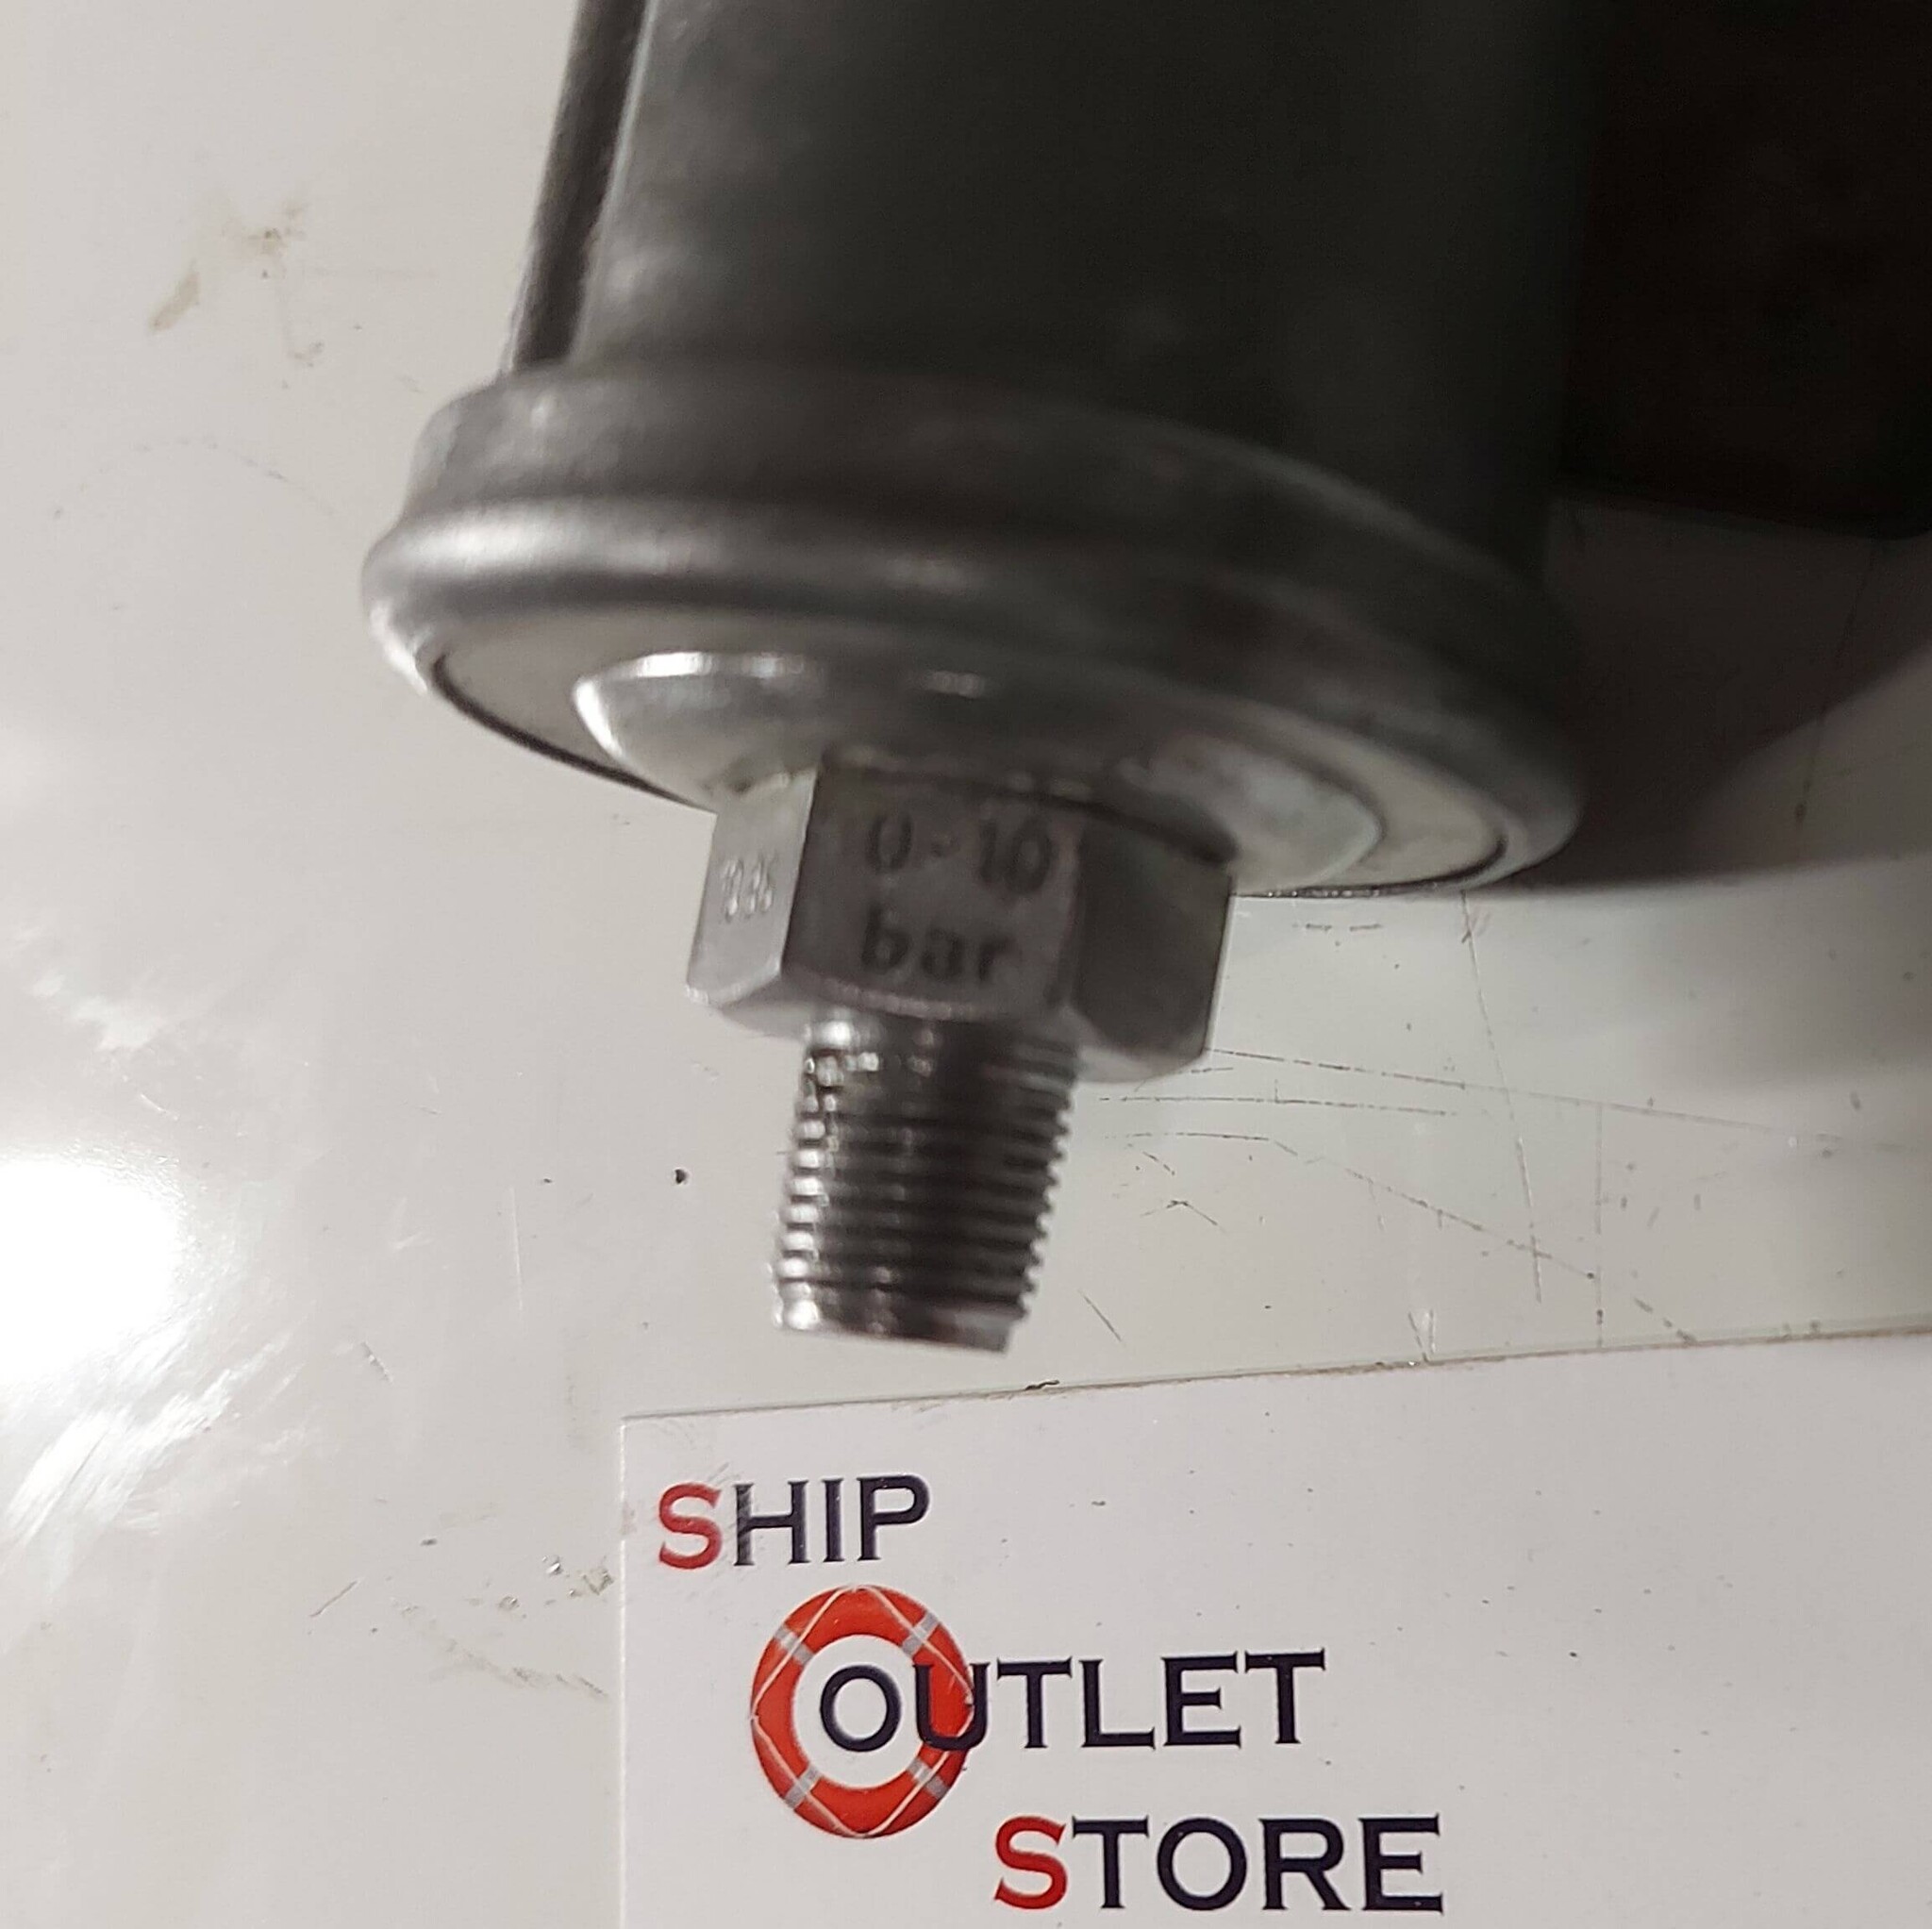 0-10
bar
SHIP
OUTLET
STORE